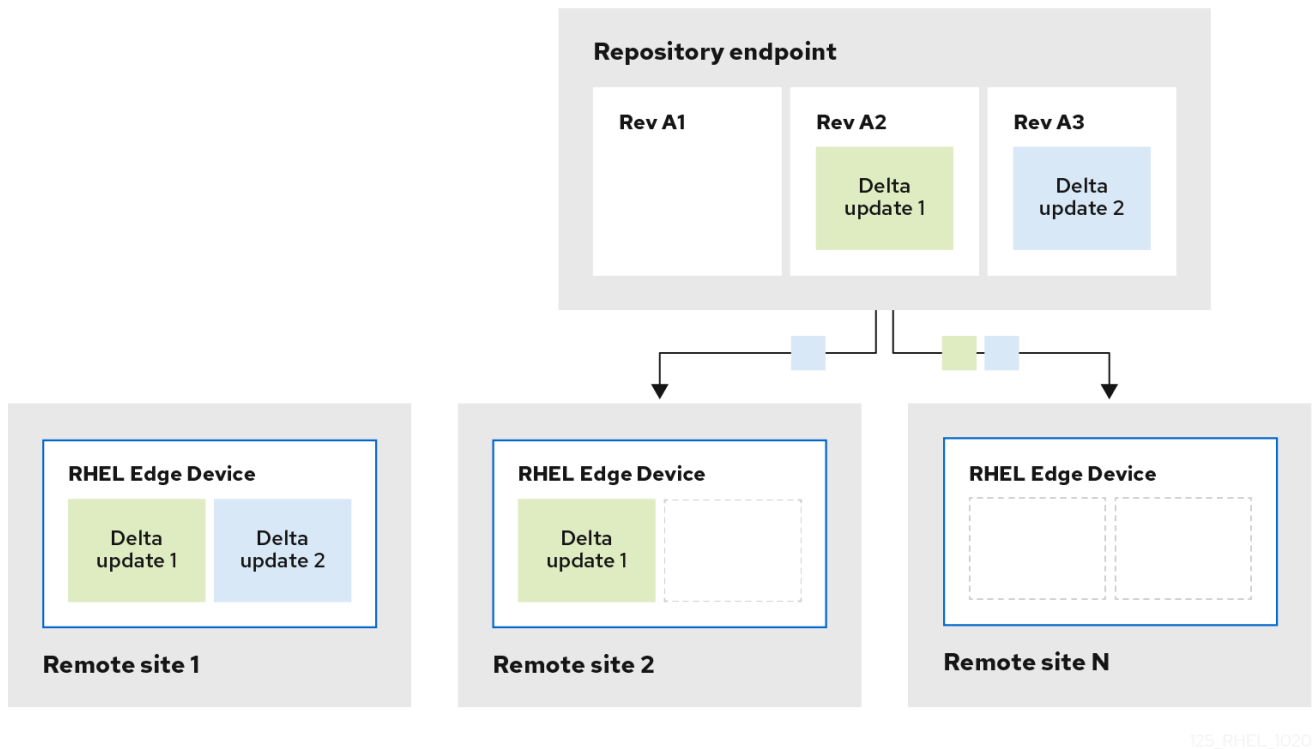 Repository endpoint
Rev A1
Rev A2
Rev A3
Delta
update 1
Delta
update 2
RHEL Edge Device
Delta
update 1
Delta
update 2
Remote site 1
RHEL Edge Device
Delta
update 1
Remote site 2
RHEL Edge Device
Remote site N
125_RHEL_1020